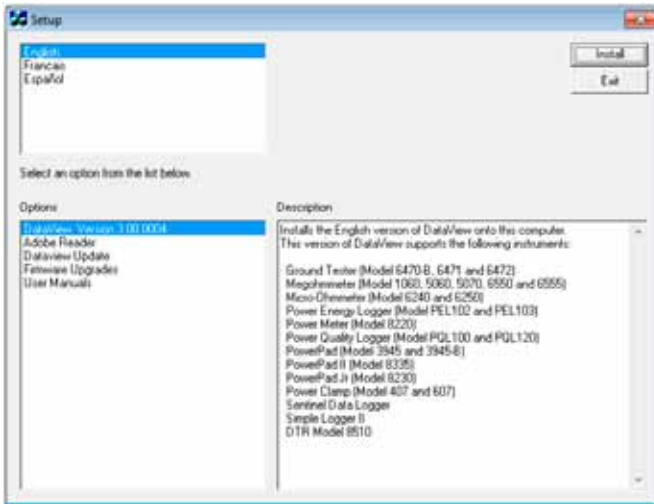 Setup
English
Francais
Español
Install
Exit
Select an option from the list below.
Options
DataView Version 3.00.0004
Adobe Reader
Dataview Update
Firmware Upgrades
User Manuals
Description
Installs the English version of DataView onto this computer.
This version of DataView supports the following instruments:
Ground Tester (Model 6470-B, 6471 and 6472)
Megohmmeter (Model 1060, 5060, 5070, 6550 and 6555)
Micro-Ohmmeter (Model 6240 and 6250)
Power Energy Logger (Model PEL102 and PEL103)
Power Meter (Model 8220)
Power Quality Logger (Model PQL100 and PQL120)
PowerPad (Model 3945 and 3945-B)
PowerPad II (Model 8335)
PowerPad Jr (Model 8230)
Power Clamp (Model 407 and 607)
Sentinel Data Logger
Simple Logger II
DTR Model 8510